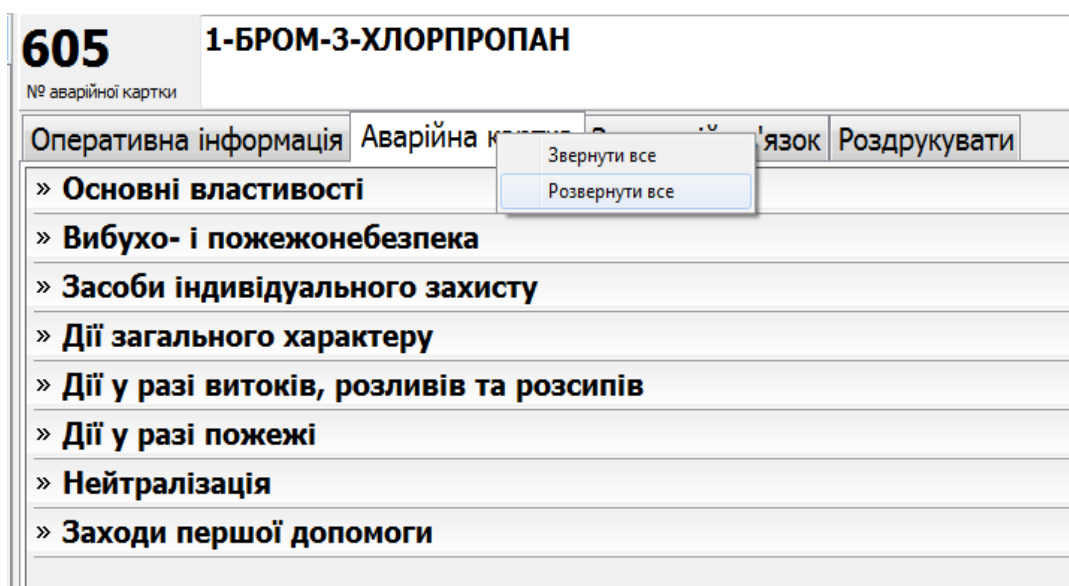 605
1-БРОМ-3-ХЛОРПРОПАН
№ аварійної картки
Оперативна інформація Аварійна 'язок Роздрукувати
Звернути все
Розвернути все
» Основні властивості
» Вибухо- і пожежонебезпека
» Засоби індивідуального захисту
» Дії загального характеру
» Дії у разі витоків, розливів та розсипів
» Дії у разі пожежі
» Нейтралізація
» Заходи першої допомоги